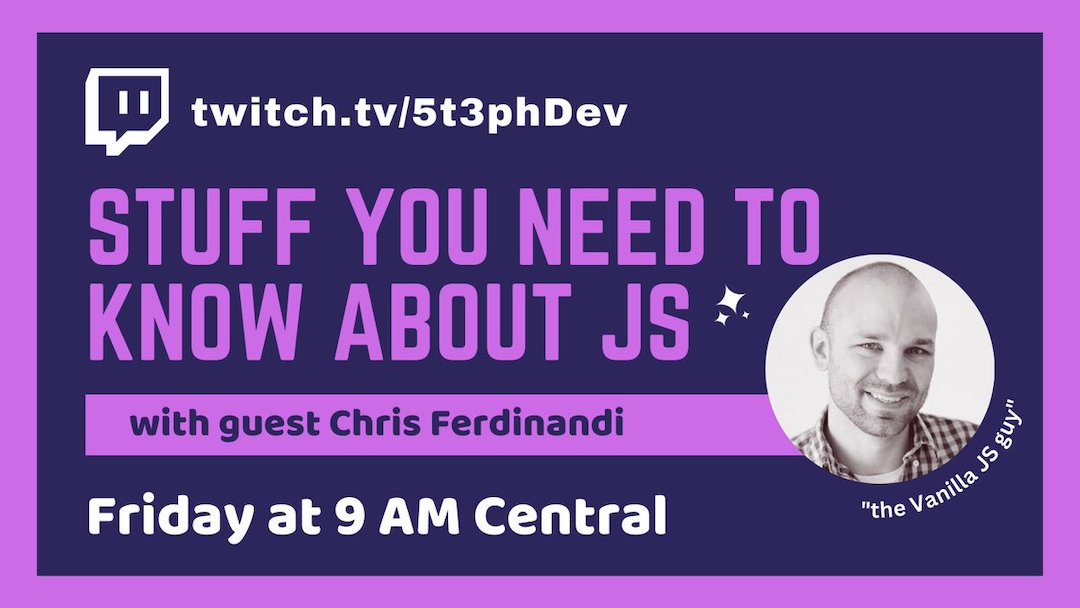 twitch.tv/5t3phDev
STUFF YOU NEED TO
KNOW ABOUT JS
with guest Chris Ferdinandi
"the Vanilla JS guy"
Friday at 9 AM Central